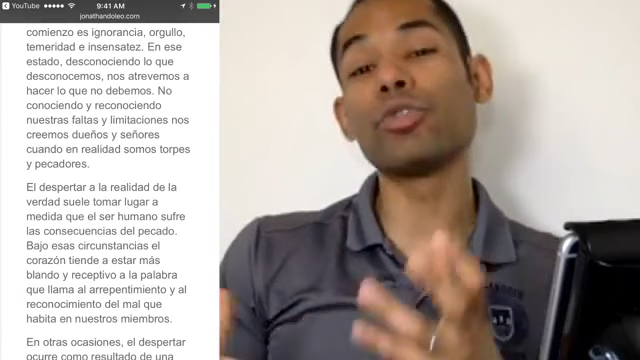 YouTube
9:41 AM
jonathandoleo.com
comienzo es ignorancia, orgullo,
temeridad e insensatez. En ese
estado, desconociendo lo que
desconocemos, nos atrevemos a
hacer lo que no debemos. No
conociendo y reconociendo
nuestras faltas y limitaciones nos
creemos dueños y señores
cuando en realidad somos torpes
y pecadores.
El despertar a la realidad de la
verdad suele tomar lugar a
medida que el ser humano sufre
las consecuencias del pecado.
Bajo esas circunstancias el
corazón tiende a estar más
blando y receptivo a la palabra
que llama al arrepentimiento y al
reconocimiento del mal que
habita en nuestros miembros.
En otras ocasiones, el despertar
ocurre como resultado de una